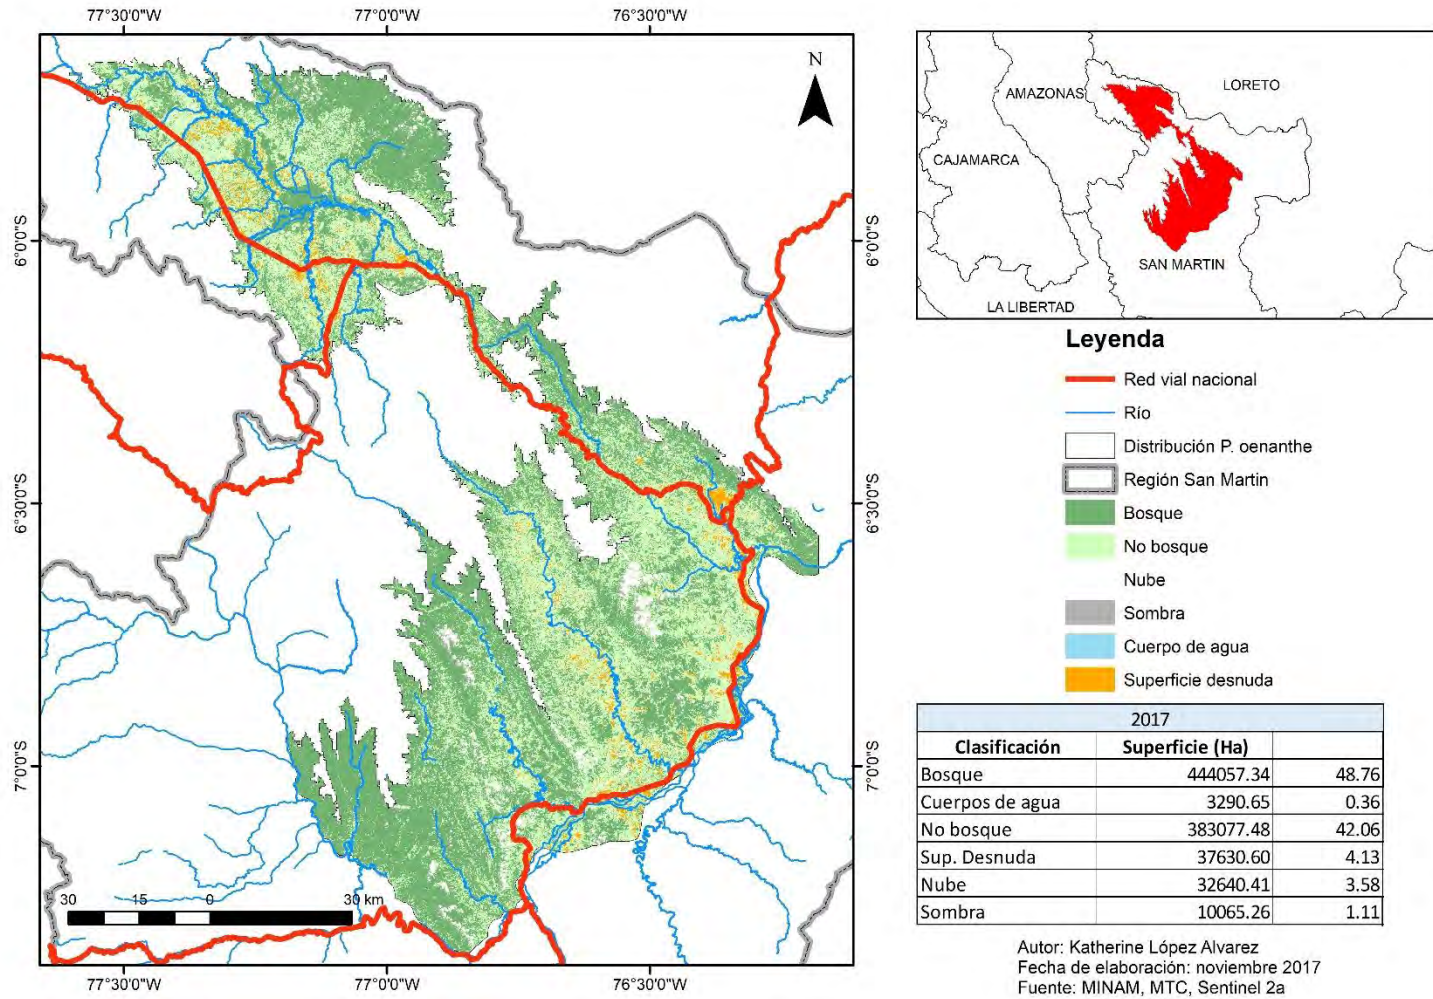 77°30'0"W 77°0'0"W 76°30'0"W
N
6°0'0"S 6°0'0"S
6°30'0"S 6°30'0"S
7°0'0"S 7°0'0"S
30 15 0 30 km
77°30'0"W 77°0'0"W 76°30'0"W
LORETO
AMAZONAS
CAJAMARCA
SAN MARTIN
LA LIBERTAD
Leyenda
Red vial nacional
Río
Distribución P. oenanthe
Región San Martin
Bosque
No bosque
Nube
Sombra
Cuerpo de agua
Superficie desnuda
2017
Clasificación Superficie (Ha)
Bosque 444057.34 48.76
Cuerpos de agua 3290.65 0.36
No bosque 383077.48 42.06
Sup. Desnuda 37630.60 4.13
Nube 32640.41 3.58
Sombra 10065.26 1.11
Autor: Katherine López Alvarez
Fecha de elaboración: noviembre 2017
Fuente: MINAM, MTC, Sentinel 2a